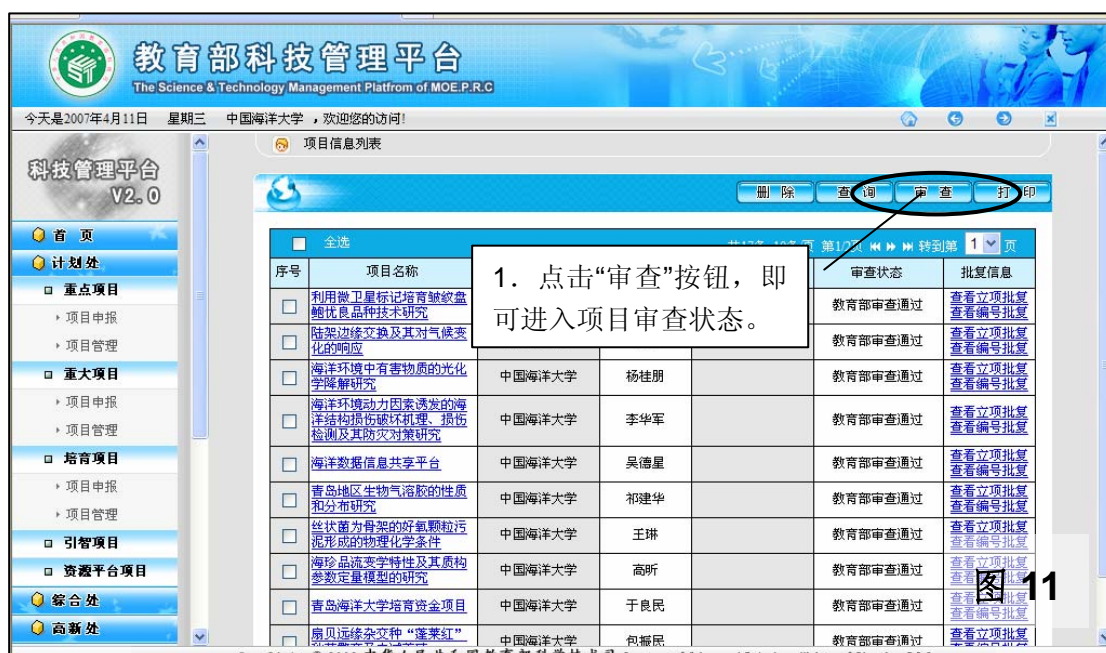 教育部科技管理平台
The Science & Technology Management Platfrom of MOE.P.R.C
今天是2007年4月11日 星期三 中国海洋大学 ，欢迎您的访问!
科技管理平台
V2.0
首 页
计划处
重点项目
项目申报
项目管理
重大项目
项目申报
项目管理
培育项目
项目申报
项目管理
引智项目
资源平台项目
综合处
高新处
项目信息列表
删 除 查 询 审 查 打 印
全选 第1/2页 转到第 1 页
序号 项目名称 审查状态 批复信息
1．点击“审查”按钮，即
可进入项目审查状态。
利用微卫星标记培育皱纹盘
鲍优良品种技术研究 教育部审查通过 查看立项批复
查看编号批复
陆架边缘交换及其对气候变
化的响应 教育部审查通过 查看立项批复
查看编号批复
海洋环境中有害物质的光化
学降解研究 中国海洋大学 杨桂朋 教育部审查通过 查看立项批复
查看编号批复
海洋环境动力因素诱发的海
洋结构损伤破坏机理、损伤
检测及其防灾对策研究 中国海洋大学 李华军 教育部审查通过 查看立项批复
查看编号批复
海洋数据信息共享平台 中国海洋大学 吴德星 教育部审查通过 查看立项批复
查看编号批复
青岛地区生物气溶胶的性质
和分布研究 中国海洋大学 祁建华 教育部审查通过 查看立项批复
查看编号批复
丝状菌为骨架的好氧颗粒污
泥形成的物理化学条件 中国海洋大学 王琳 教育部审查通过 查看立项批复
查看编号批复
海珍品流变学特性及其质构
参数定量模型的研究 中国海洋大学 高昕 教育部审查通过 查看立项批复
查看
青岛海洋大学培育资金项目 中国海洋大学 于良民 教育部审查通过 查看
查看编号批复
扇贝远缘杂交种“蓬莱红” 中国海洋大学 包振民 教育部审查通过 查看立项批复
图 11